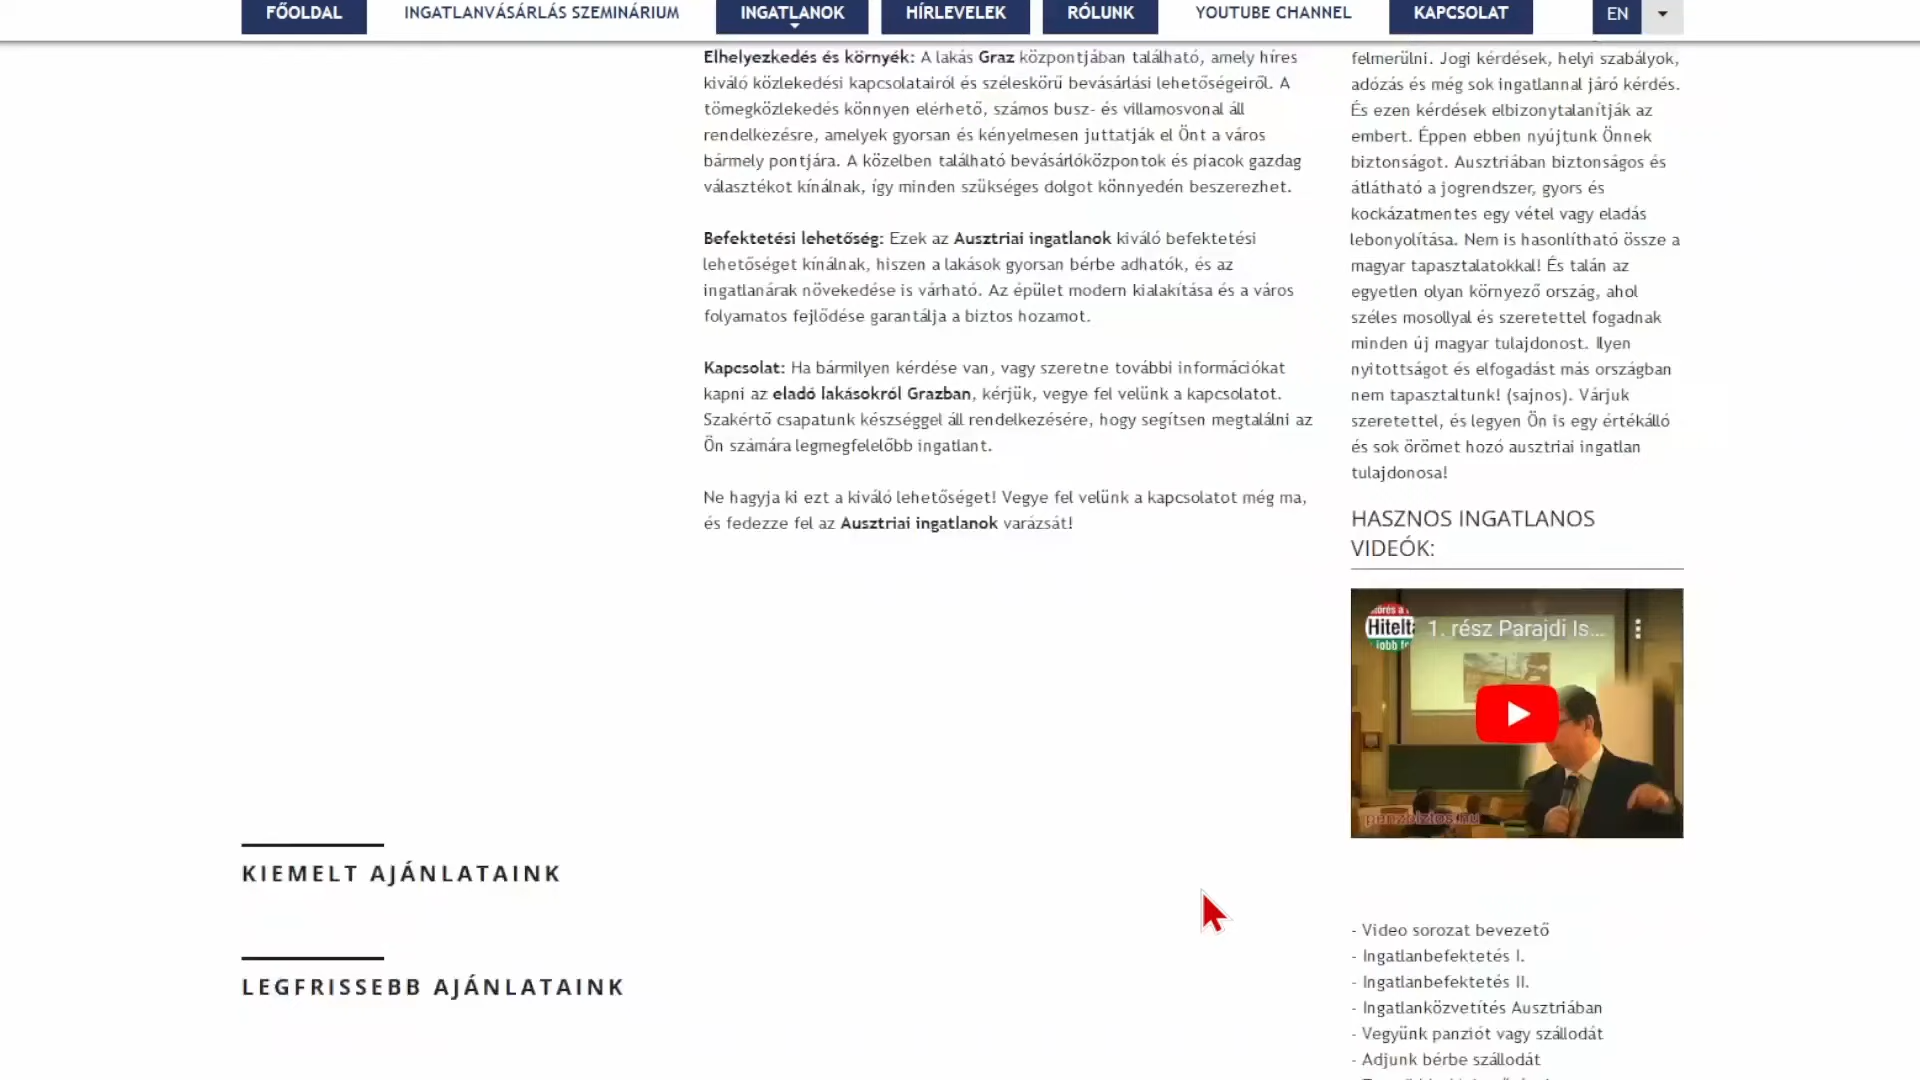 FŐOLDAL
INGATLANVÁSÁRLÁS SZEMINÁRIUM
INGATLANOK
HÍRLEVELEK
RÓLUNK
YOUTUBE CHANNEL
KAPCSOLAT
EN
Elhelyezkedés és környék: A lakás Graz központjában található, amely híres
kiváló közlekedési kapcsolatairól és széleskörű bevásárlási lehetőségeiről. A
tömegközlekedés könnyen elérhető, számos busz- és villamosvonal áll
rendelkezésre, amelyek gyorsan és kényelmesen juttatják el Önt a város
bármely pontjára. A közelben található bevásárlóközpontok és piacok gazdag
választékot kínálnak, így minden szükséges dolgot könnyedén beszerezhet.
Befektetési lehetőség: Ezek az Ausztriai ingatlanok kiváló befektetési
lehetőséget kínálnak, hiszen a lakások gyorsan bérbe adhatók, és az
ingatlanárak növekedése is várható. Az épület modern kialakítása és a város
folyamatos fejlődése garantálja a biztos hozamot.
Kapcsolat: Ha bármilyen kérdése van, vagy szeretne további információkat
kapni az eladó lakásokról Grazban, kérjük, vegye fel velünk a kapcsolatot.
Szakértő csapatunk készséggel áll rendelkezésére, hogy segítsen megtalálni az
Ön számára legmegfelelőbb ingatlant.
Ne hagyja ki ezt a kiváló lehetőséget! Vegye fel velünk a kapcsolatot még ma,
és fedezze fel az Ausztriai ingatlanok varázsát!
felmerülni. Jogi kérdések, helyi szabályok,
adózás és még sok ingatlannal járó kérdés.
És ezen kérdések elbizonytalanítják az
embert. Éppen ebben nyújtunk Önnek
biztonságot. Ausztriában biztonságos és
átlátható a jogrendszer, gyors és
kockázatmentes egy vétel vagy eladás
lebonyolítása. Nem is hasonlítható össze a
magyar tapasztalatokkal! És talán az
egyetlen olyan környező ország, ahol
széles mosollyal és szeretettel fogadnak
minden új magyar tulajdonost. Ilyen
nyitottságot és elfogadást más országban
nem tapasztaltunk! (sajnos). Várjuk
szeretettel, és legyen Ön is egy értékálló
és sok örömet hozó ausztriai ingatlan
tulajdonosa!
HASZNOS INGATLANOS
VIDEÓK:
1. rész Parajdi Is...
Hitelt
jobb
penzbiztos.hu
- Video sorozat bevezető
- Ingatlanbefektetés I.
- Ingatlanbefektetés II.
- Ingatlanközvetítés Ausztriában
- Vegyünk panziót vagy szállodát
- Adjunk bérbe szállodát
KIEMELT AJÁNLATAINK
LEGFRISSEBB AJÁNLATAINK